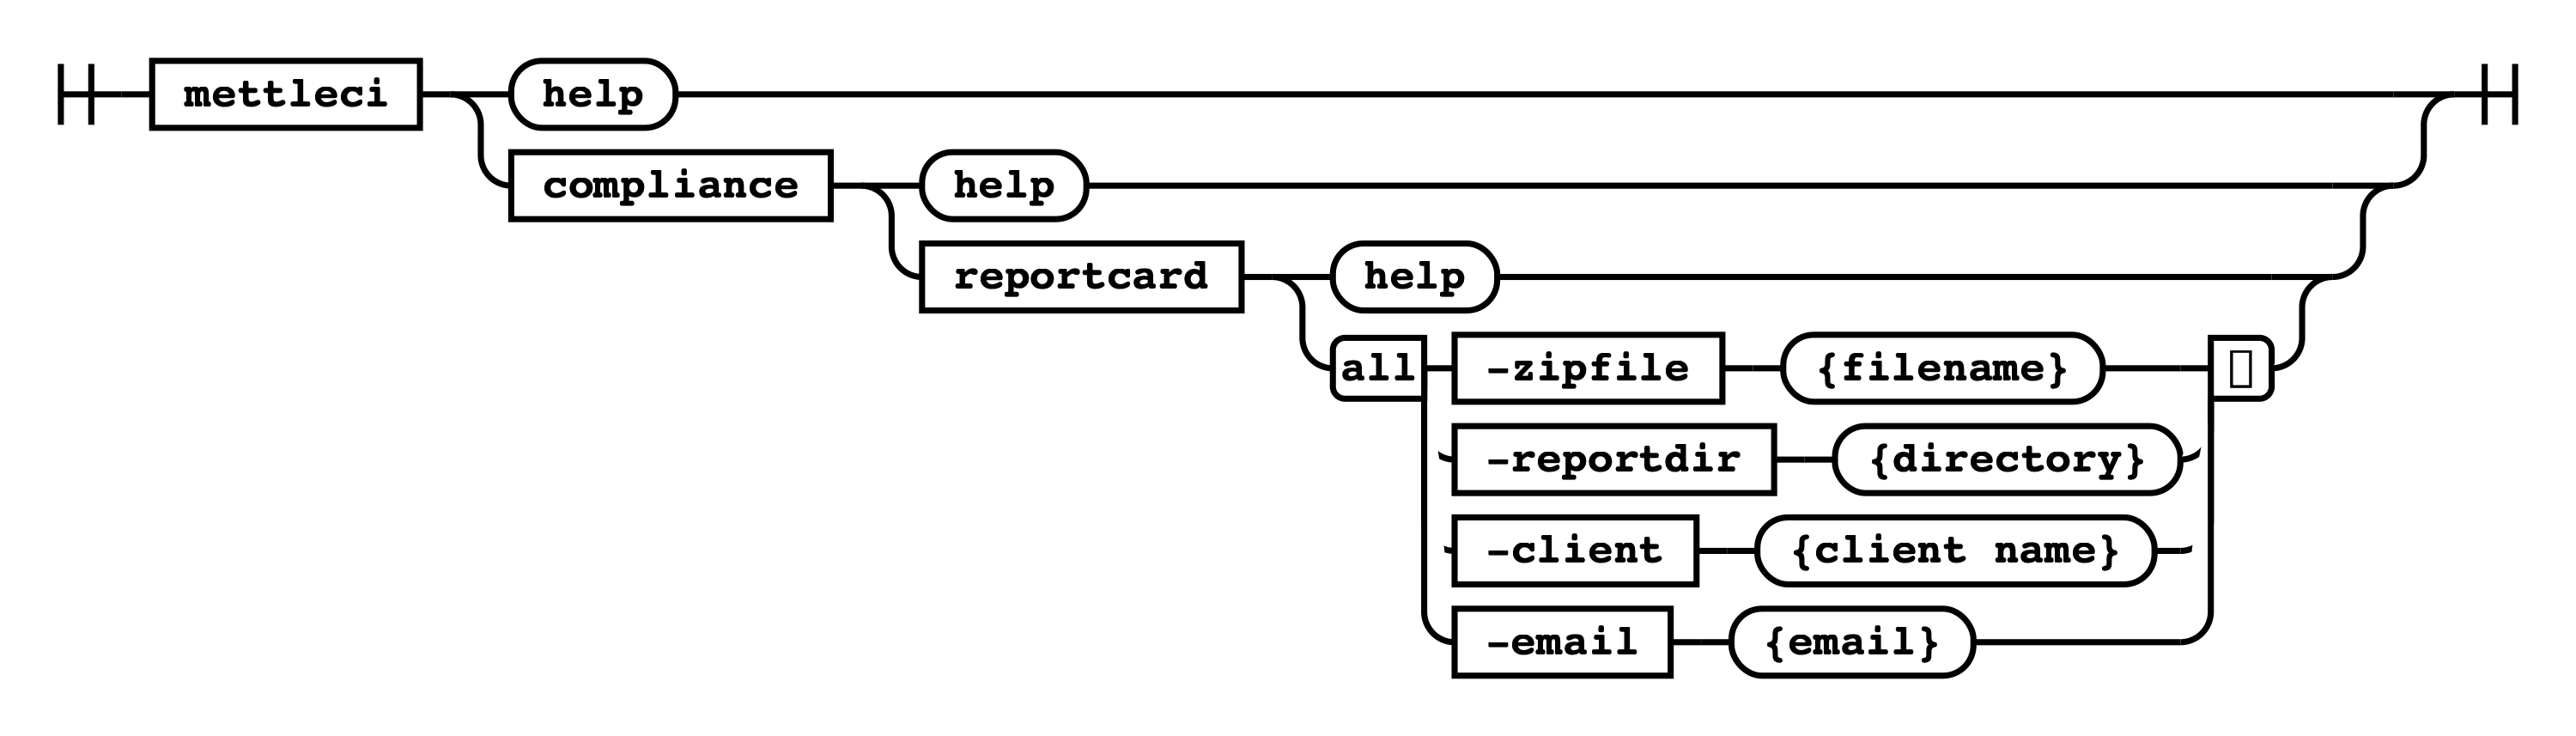 mettleci help
compliance help
reportcard help
all -zipfile {filename}
-reportdir {directory}
-client {client name}
-email {email}